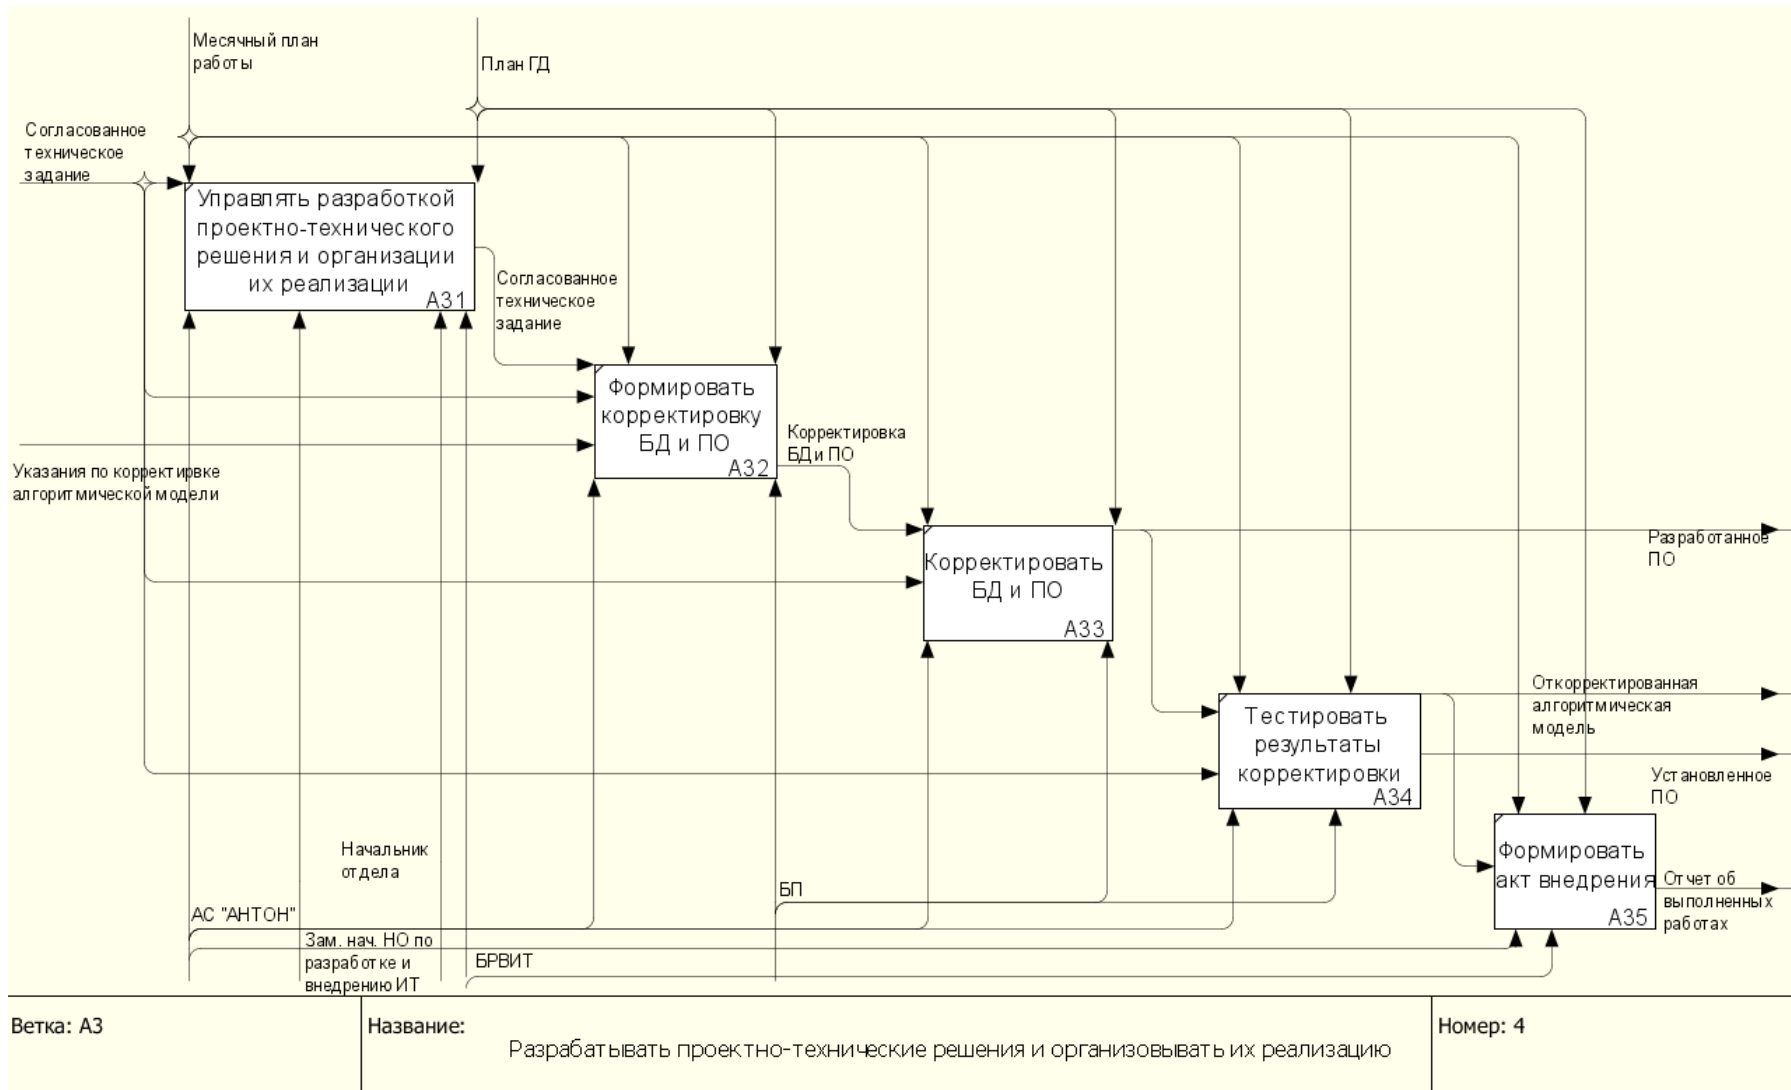 Месячный план
работы
План ГД
Согласованное
техническое
задание
Управлять разработкой
проектно-технического
решения и организации
их реализации
А31
Согласованное
техническое
задание
Формировать
корректировку
БД и ПО
А32
Указания по корректирвке
алгоритмической модели
Корректировка
БД и ПО
Корректировать
БД и ПО
А33
Разработанное
ПО
Тестировать
результаты
корректировки
А34
Откорректированная
алгоритмическая
модель
Установленное
ПО
Формировать
акт внедрения
А35
Отчет об
выполненных
работах
Начальник
отдела
АС "АНТОН"
Зам. нач. НО по
разработке и
внедрению ИТ
БРВИТ
БП
Ветка: А3
Название:
Разрабатывать проектно-технические решения и организовывать их реализацию
Номер: 4